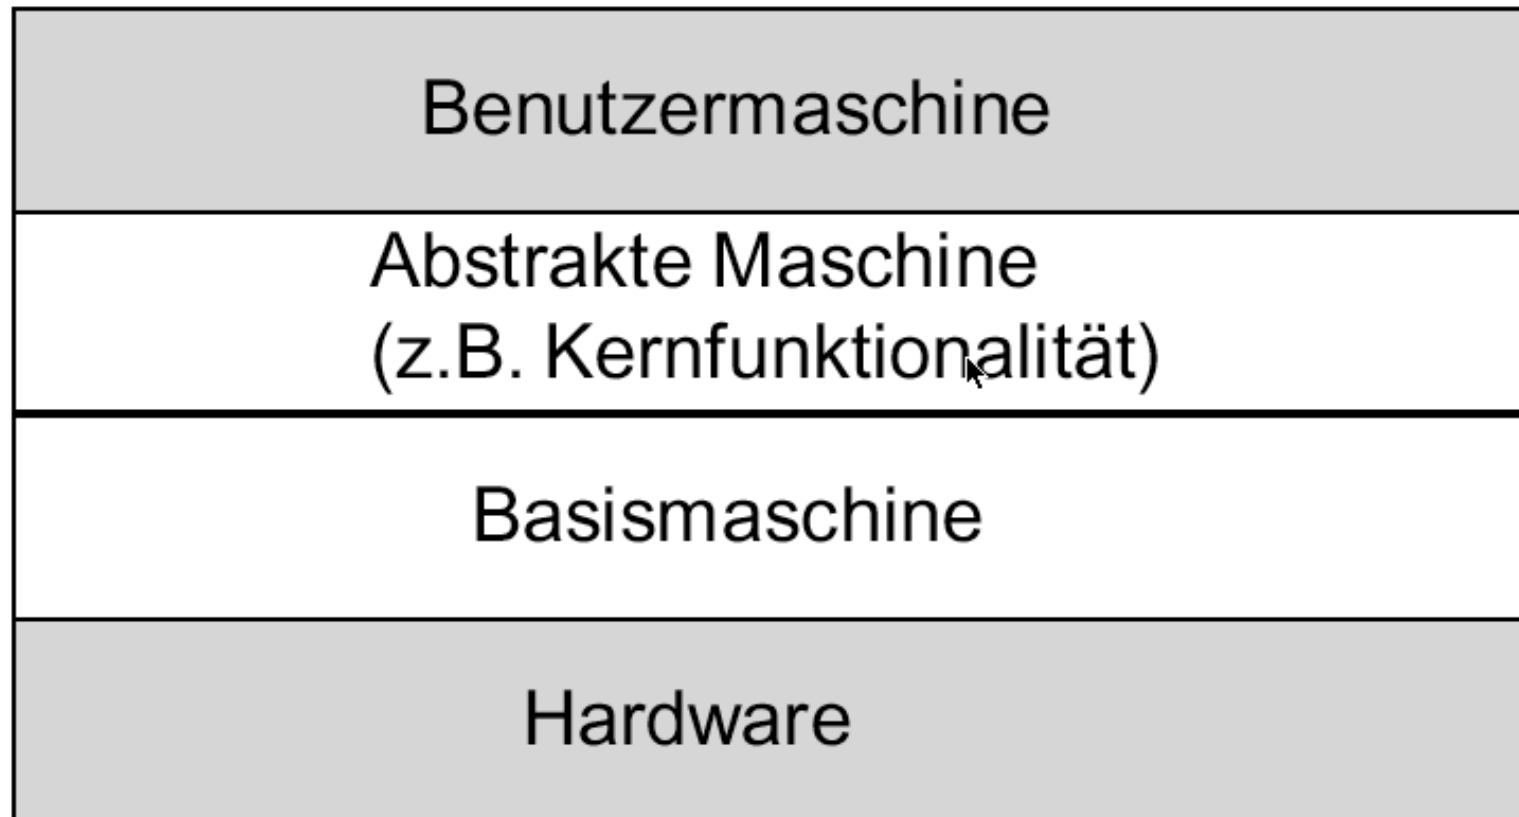 Benutzermaschine
Abstrakte Maschine
(z.B. Kernfunktionalität)
Basismaschine
Hardware